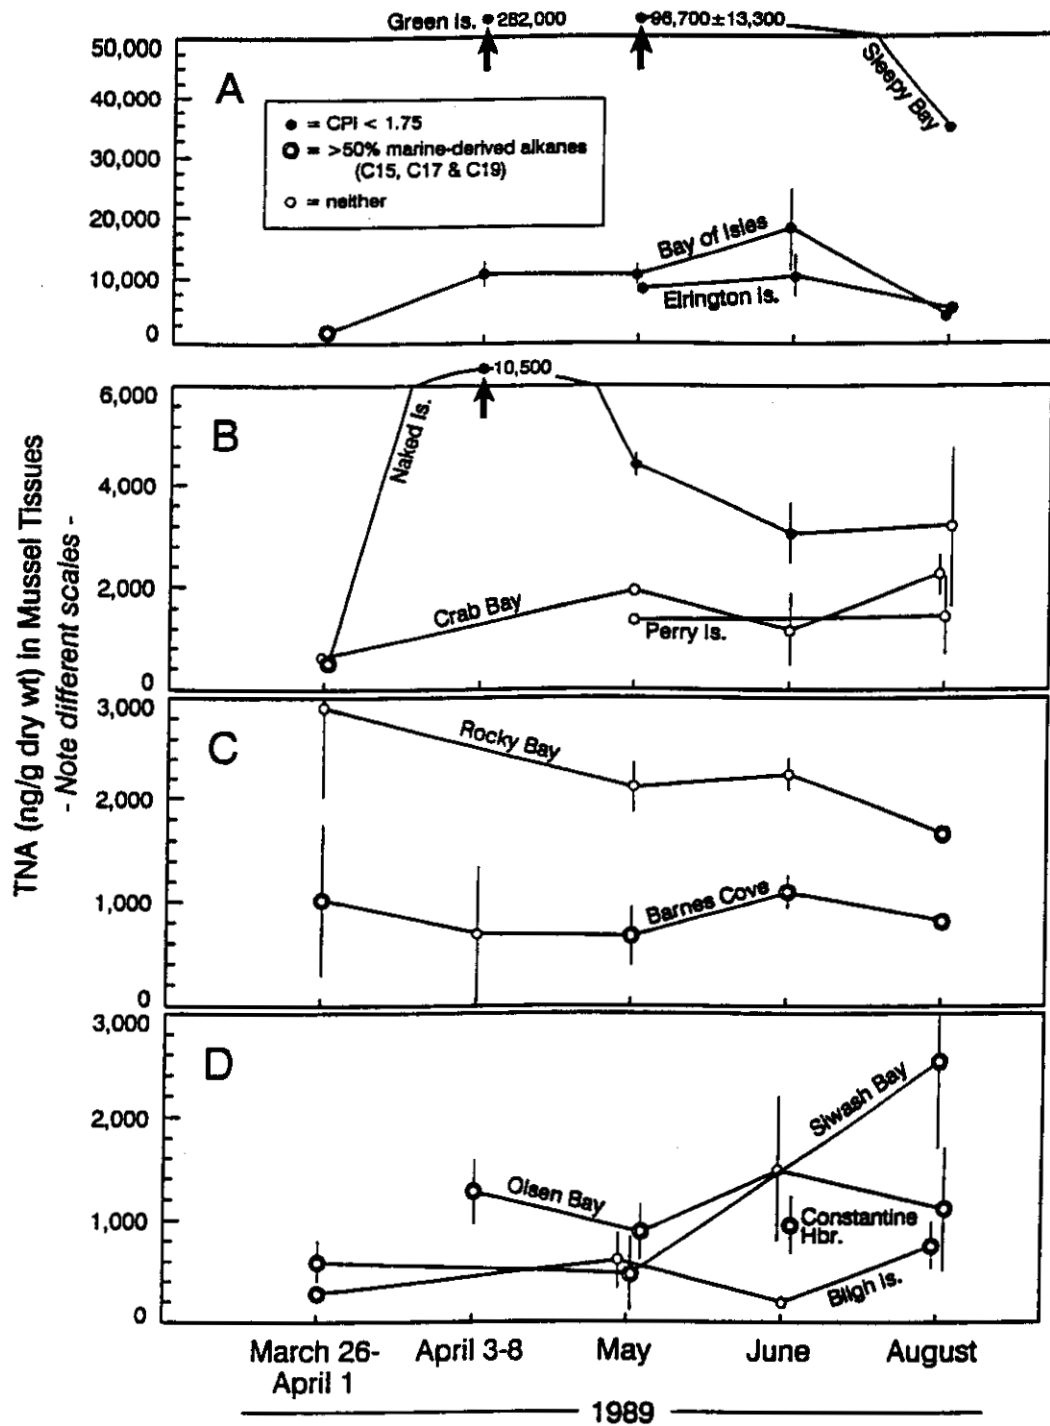 Green Is. 282,000 96,700±13,300
50,000
A
Sleepy Bay
40,000
• = CPI < 1.75
30,000
= >50% marine-derived alkanes
(C15, C17 & C19)
○ = neither
20,000
Bay of Isles
10,000
Elrington Is.
0
10,500
6,000
B
Naked Is.
4,000
2,000
Crab Bay
Perry Is.
0
TNA (ng/g dry wt) in Mussel Tissues
- Note different scales -
3,000
C
Rocky Bay
2,000
1,000
Barnes Cove
0
3,000
D
Siwash Bay
2,000
Olsen Bay
1,000
Constantine
Hbr.
Bligh Is.
0
March 26-
April 1
April 3-8
May
June
August
1989